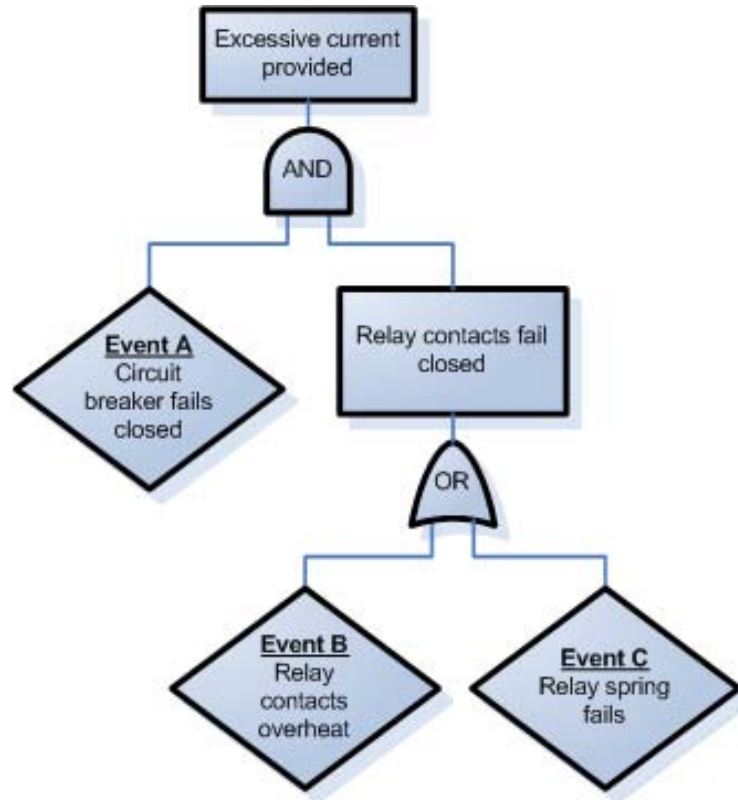 Excessive current
provided
AND
Event A
Circuit
breaker fails
closed
Relay contacts fail
closed
OR
Event B
Relay
contacts
overheat
Event C
Relay spring
fails